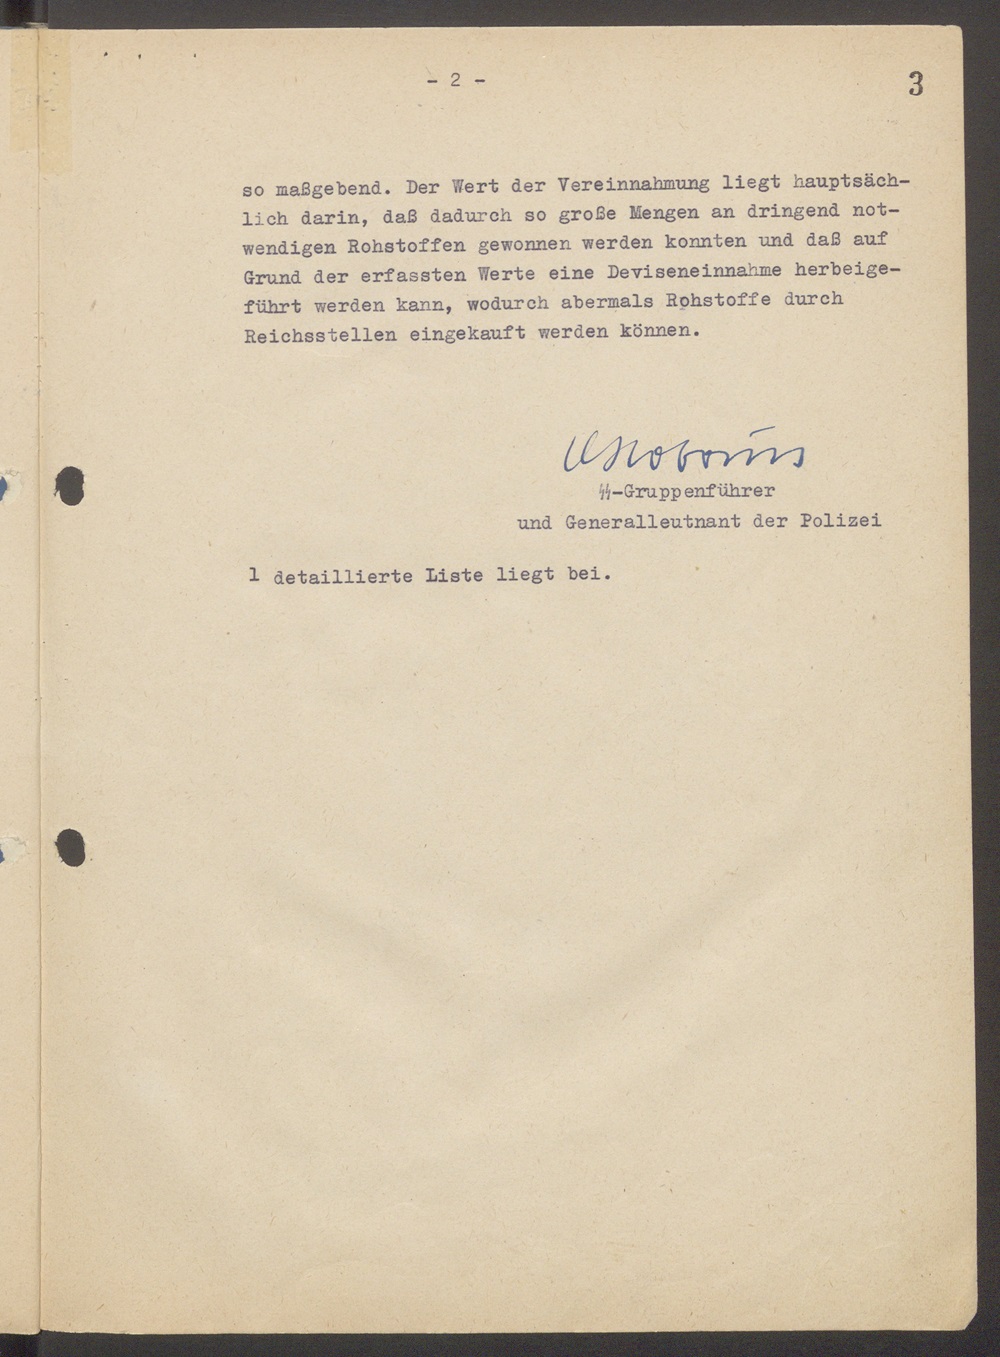 - 2 -
3
so maßgebend. Der Wert der Vereinnahmung liegt hauptsäch-
lich darin, daß dadurch so große Mengen an dringend not-
wendigen Rohstoffen gewonnen werden konnten und daß auf
Grund der erfassten Werte eine Deviseneinnahme herbeige-
führt werden kann, wodurch abermals Rohstoffe durch
Reichsstellen eingekauft werden können.
SS-Gruppenführer
und Generalleutnant der Polizei
1 detaillierte Liste liegt bei.